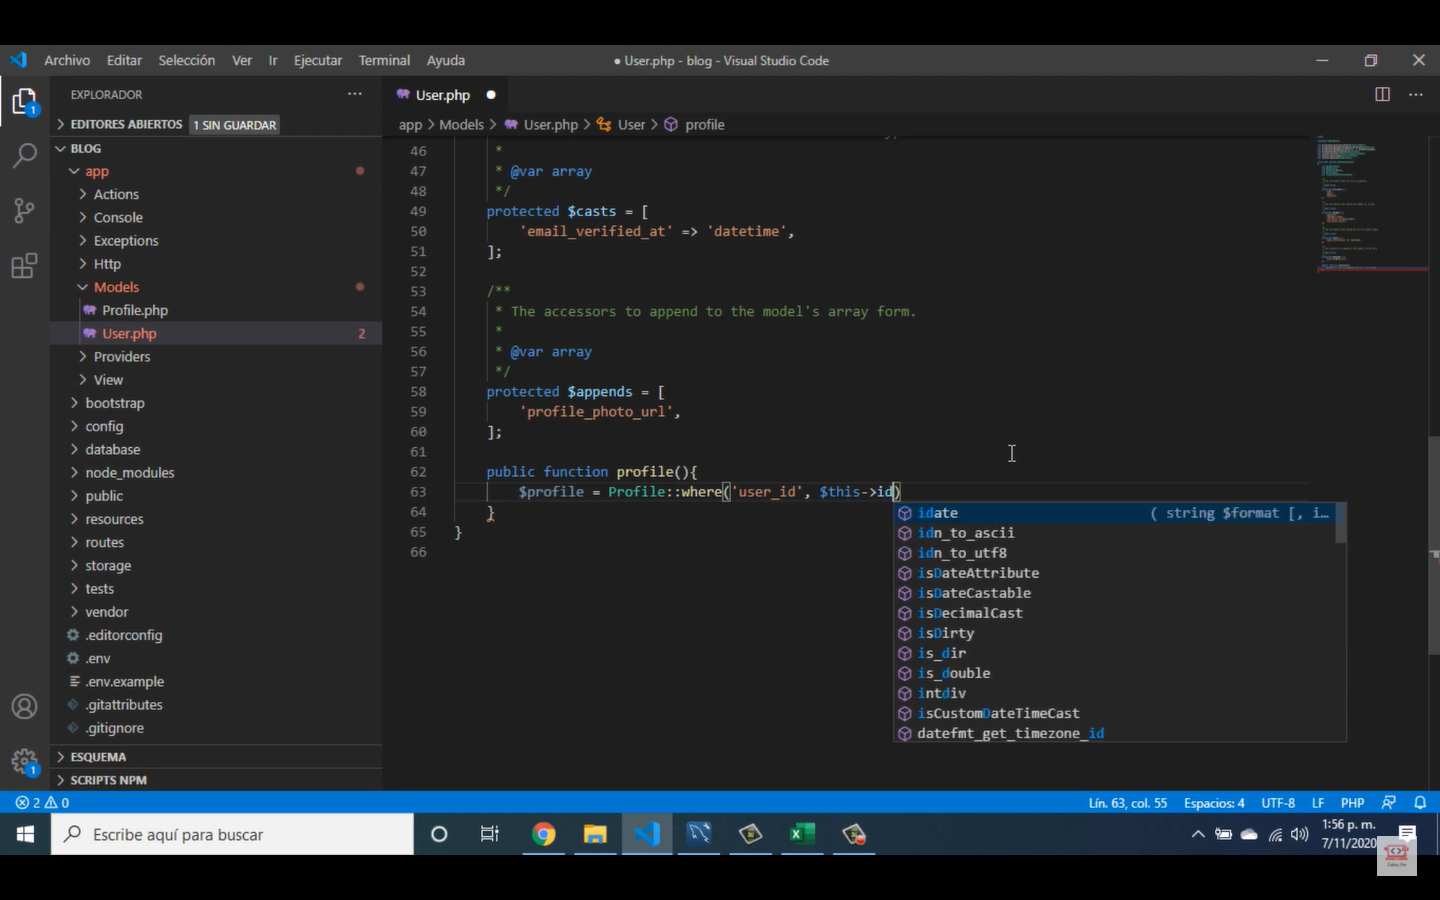 Archivo Editar Selección Ver Ir Ejecutar Terminal Ayuda
● User.php - blog - Visual Studio Code
EXPLORADOR
EDITORES ABIERTOS 1 SIN GUARDAR
BLOG
app
Actions
Console
Exceptions
Http
Models
Profile.php
User.php 2
Providers
View
bootstrap
config
database
node_modules
public
resources
routes
storage
tests
vendor
.editorconfig
.env
.env.example
.gitattributes
.gitignore
ESQUEMA
SCRIPTS NPM
User.php
app > Models > User.php > User > profile
46 *
47 * @var array
48 */
49 protected $casts = [
50 'email_verified_at' => 'datetime',
51 ];
52
53 /**
54 * The accessors to append to the model's array form.
55 *
56 * @var array
57 */
58 protected $appends = [
59 'profile_photo_url',
60 ];
61
62 public function profile(){
63 $profile = Profile::where('user_id', $this->id)
64 }
65 }
66
idate ( string $format [, i…
idn_to_ascii
idn_to_utf8
isDateAttribute
isDateCastable
isDecimalCast
isDirty
is_dir
is_double
intdiv
isCustomDateTimeCast
datefmt_get_timezone_id
1
1
2 0
Lín. 63, col. 55 Espacios: 4 UTF-8 LF PHP
Escribe aquí para buscar
1:56 p. m.
7/11/2020